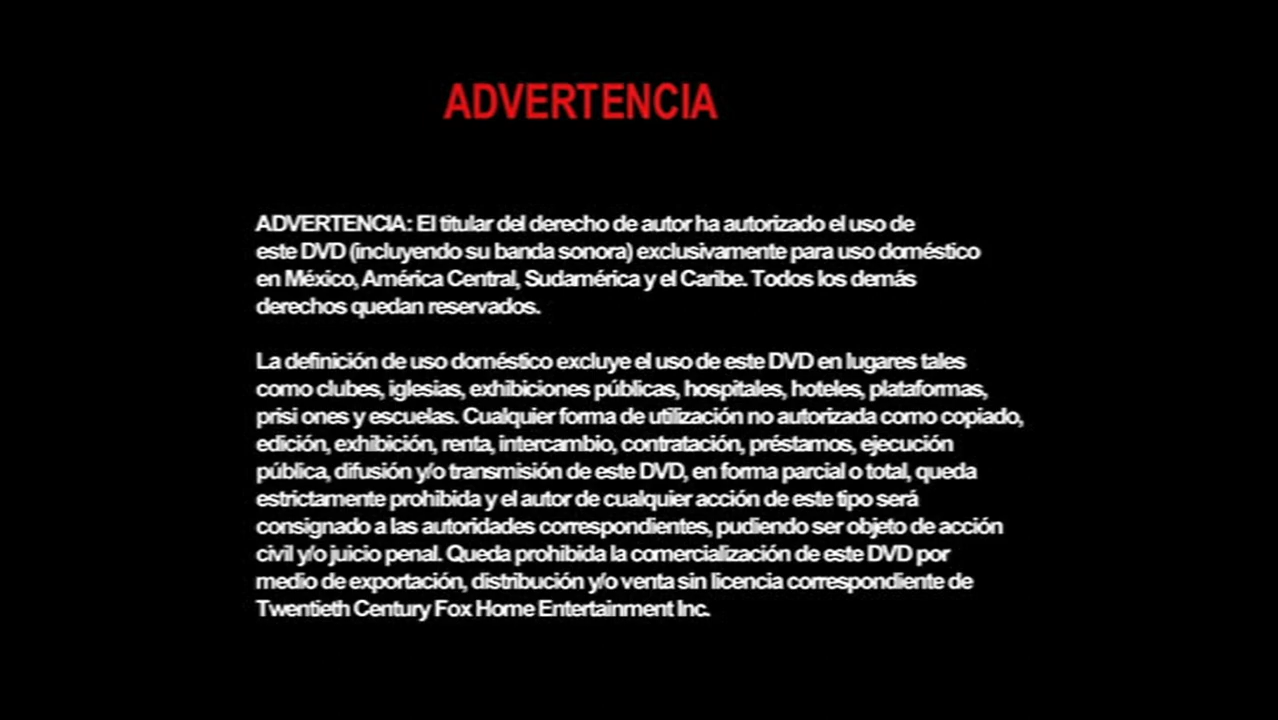 ADVERTENCIA
ADVERTENCIA: El titular del derecho de autor ha autorizado el uso de
este DVD (incluyendo su banda sonora) exclusivamente para uso doméstico
en México, América Central, Sudamérica y el Caribe. Todos los demás
derechos quedan reservados.
La definición de uso doméstico excluye el uso de este DVD en lugares tales
como clubes, iglesias, exhibiciones públicas, hospitales, hoteles, plataformas,
prisi ones y escuelas. Cualquier forma de utilización no autorizada como copiado,
edición, exhibición, renta, intercambio, contratación, préstamos, ejecución
pública, difusión y/o transmisión de este DVD, en forma parcial o total, queda
estrictamente prohibida y el autor de cualquier acción de este tipo será
consignado a las autoridades correspondientes, pudiendo ser objeto de acción
civil y/o juicio penal. Queda prohibida la comercialización de este DVD por
medio de exportación, distribución y/o venta sin licencia correspondiente de
Twentieth Century Fox Home Entertainment Inc.